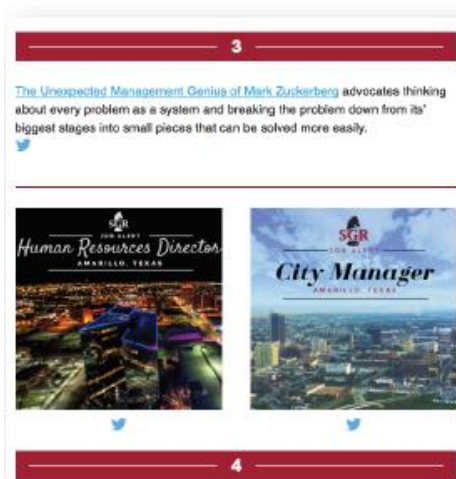 3
The Unexpected Management Genius of Mark Zuckerberg advocates thinking
about every problem as a system and breaking the problem down from its'
biggest stages into small pieces that can be solved more easily.
SGR
JOB ALERT
Human Resources Director
AMARILLO, TEXAS
SGR
JOB ALERT
City Manager
AMARILLO, TEXAS
4